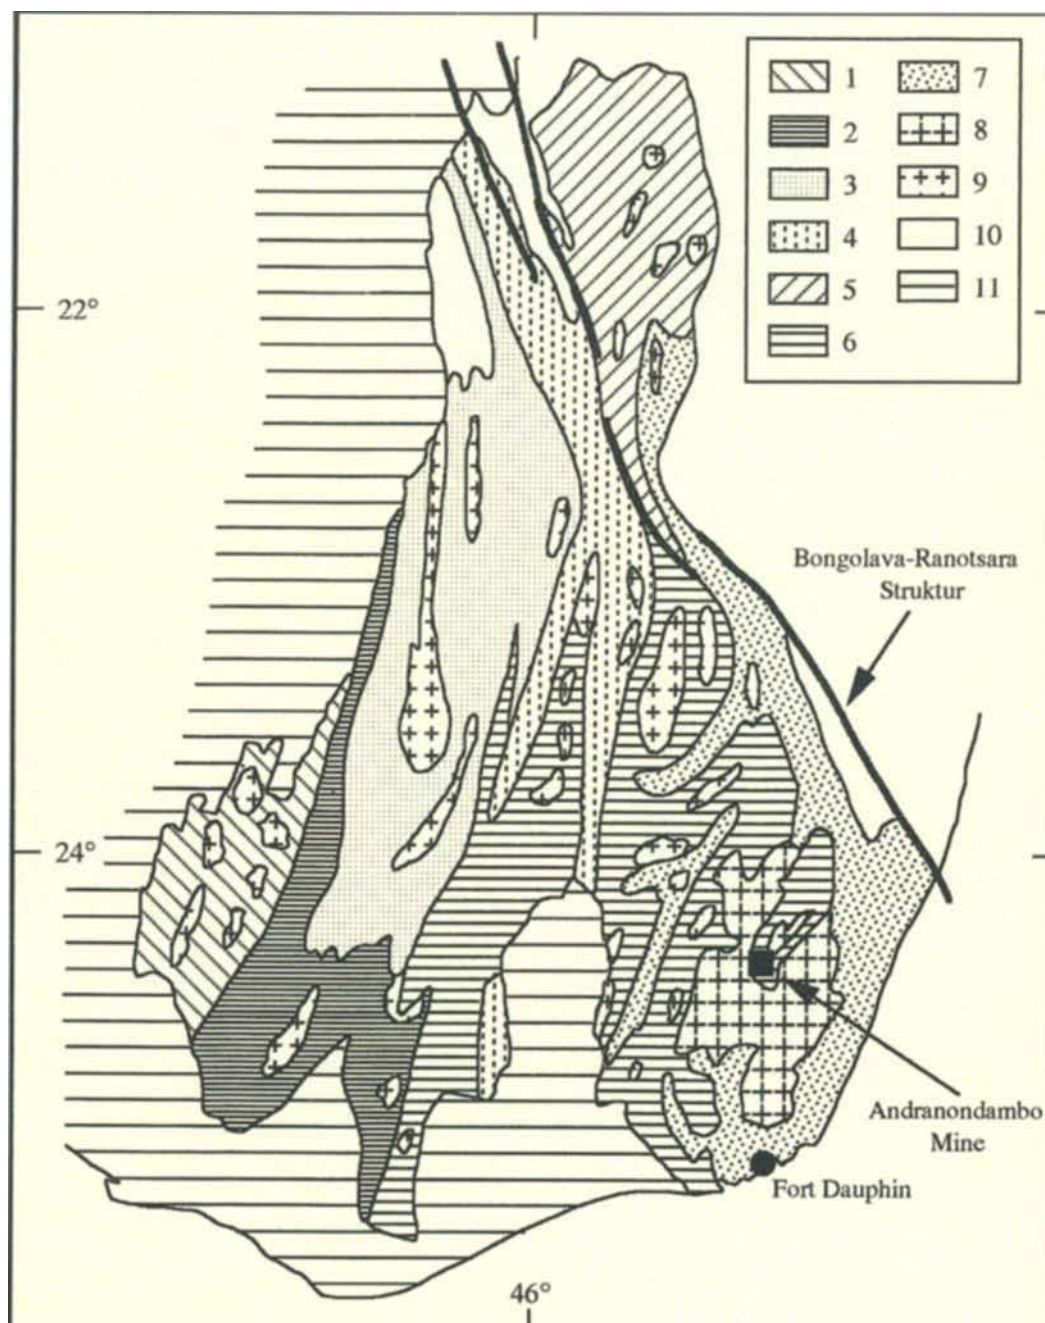 1 7
2 8
3 9
4 10
5 11
6
22°
Bongolava-Ranotsara
Struktur
24°
Andranondambo
Mine
Fort Dauphin
46°